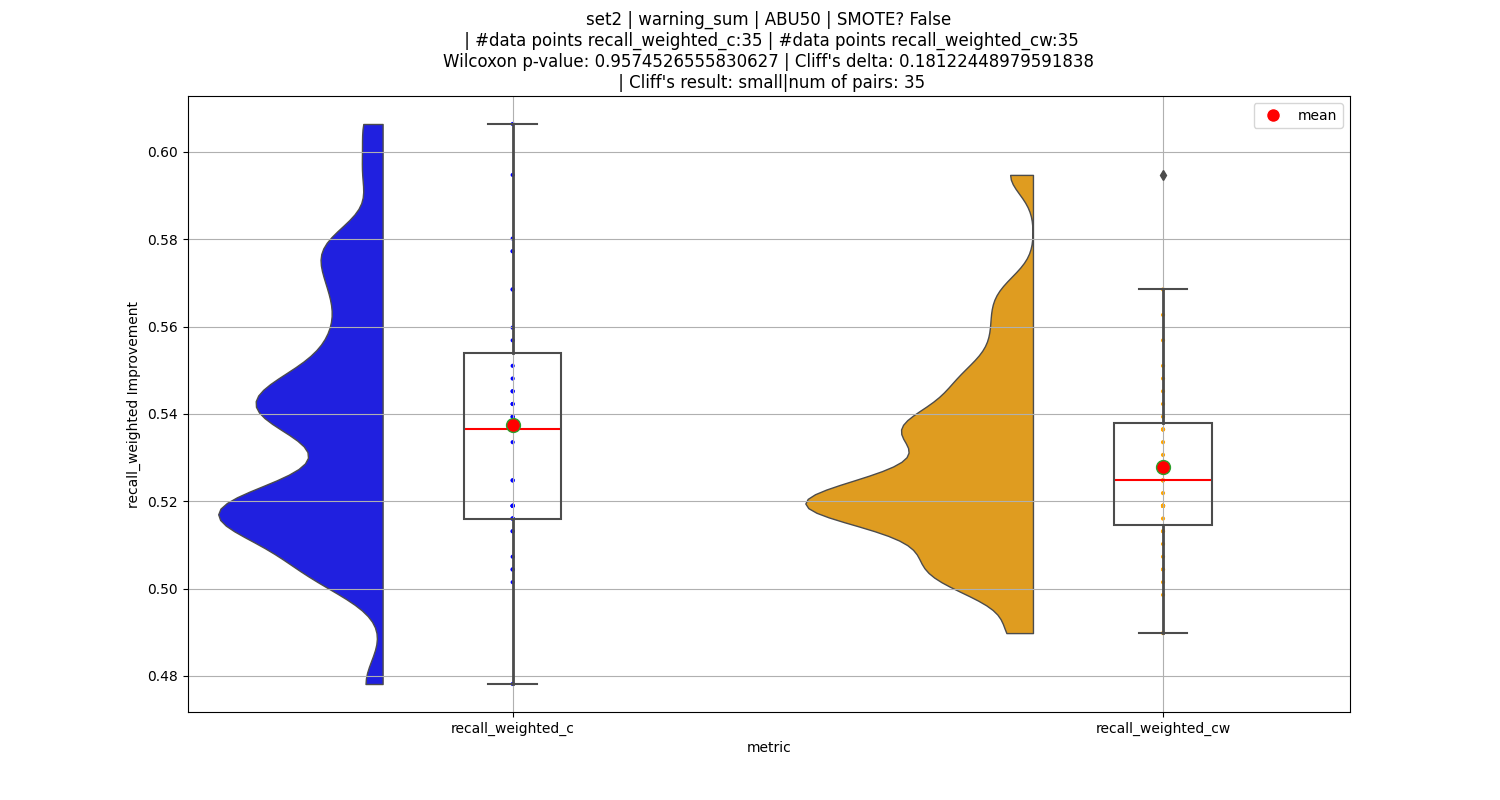 set2 | warning_sum | ABU50 | SMOTE? False
| #data points recall_weighted_c:35 | #data points recall_weighted_cw:35
Wilcoxon p-value: 0.9574526555830627 | Cliff's delta: 0.18122448979591838
| Cliff's result: small|num of pairs: 35
mean
0.60
0.58
0.56
0.54
0.52
0.50
0.48
recall_weighted Improvement
recall_weighted_c
recall_weighted_cw
metric